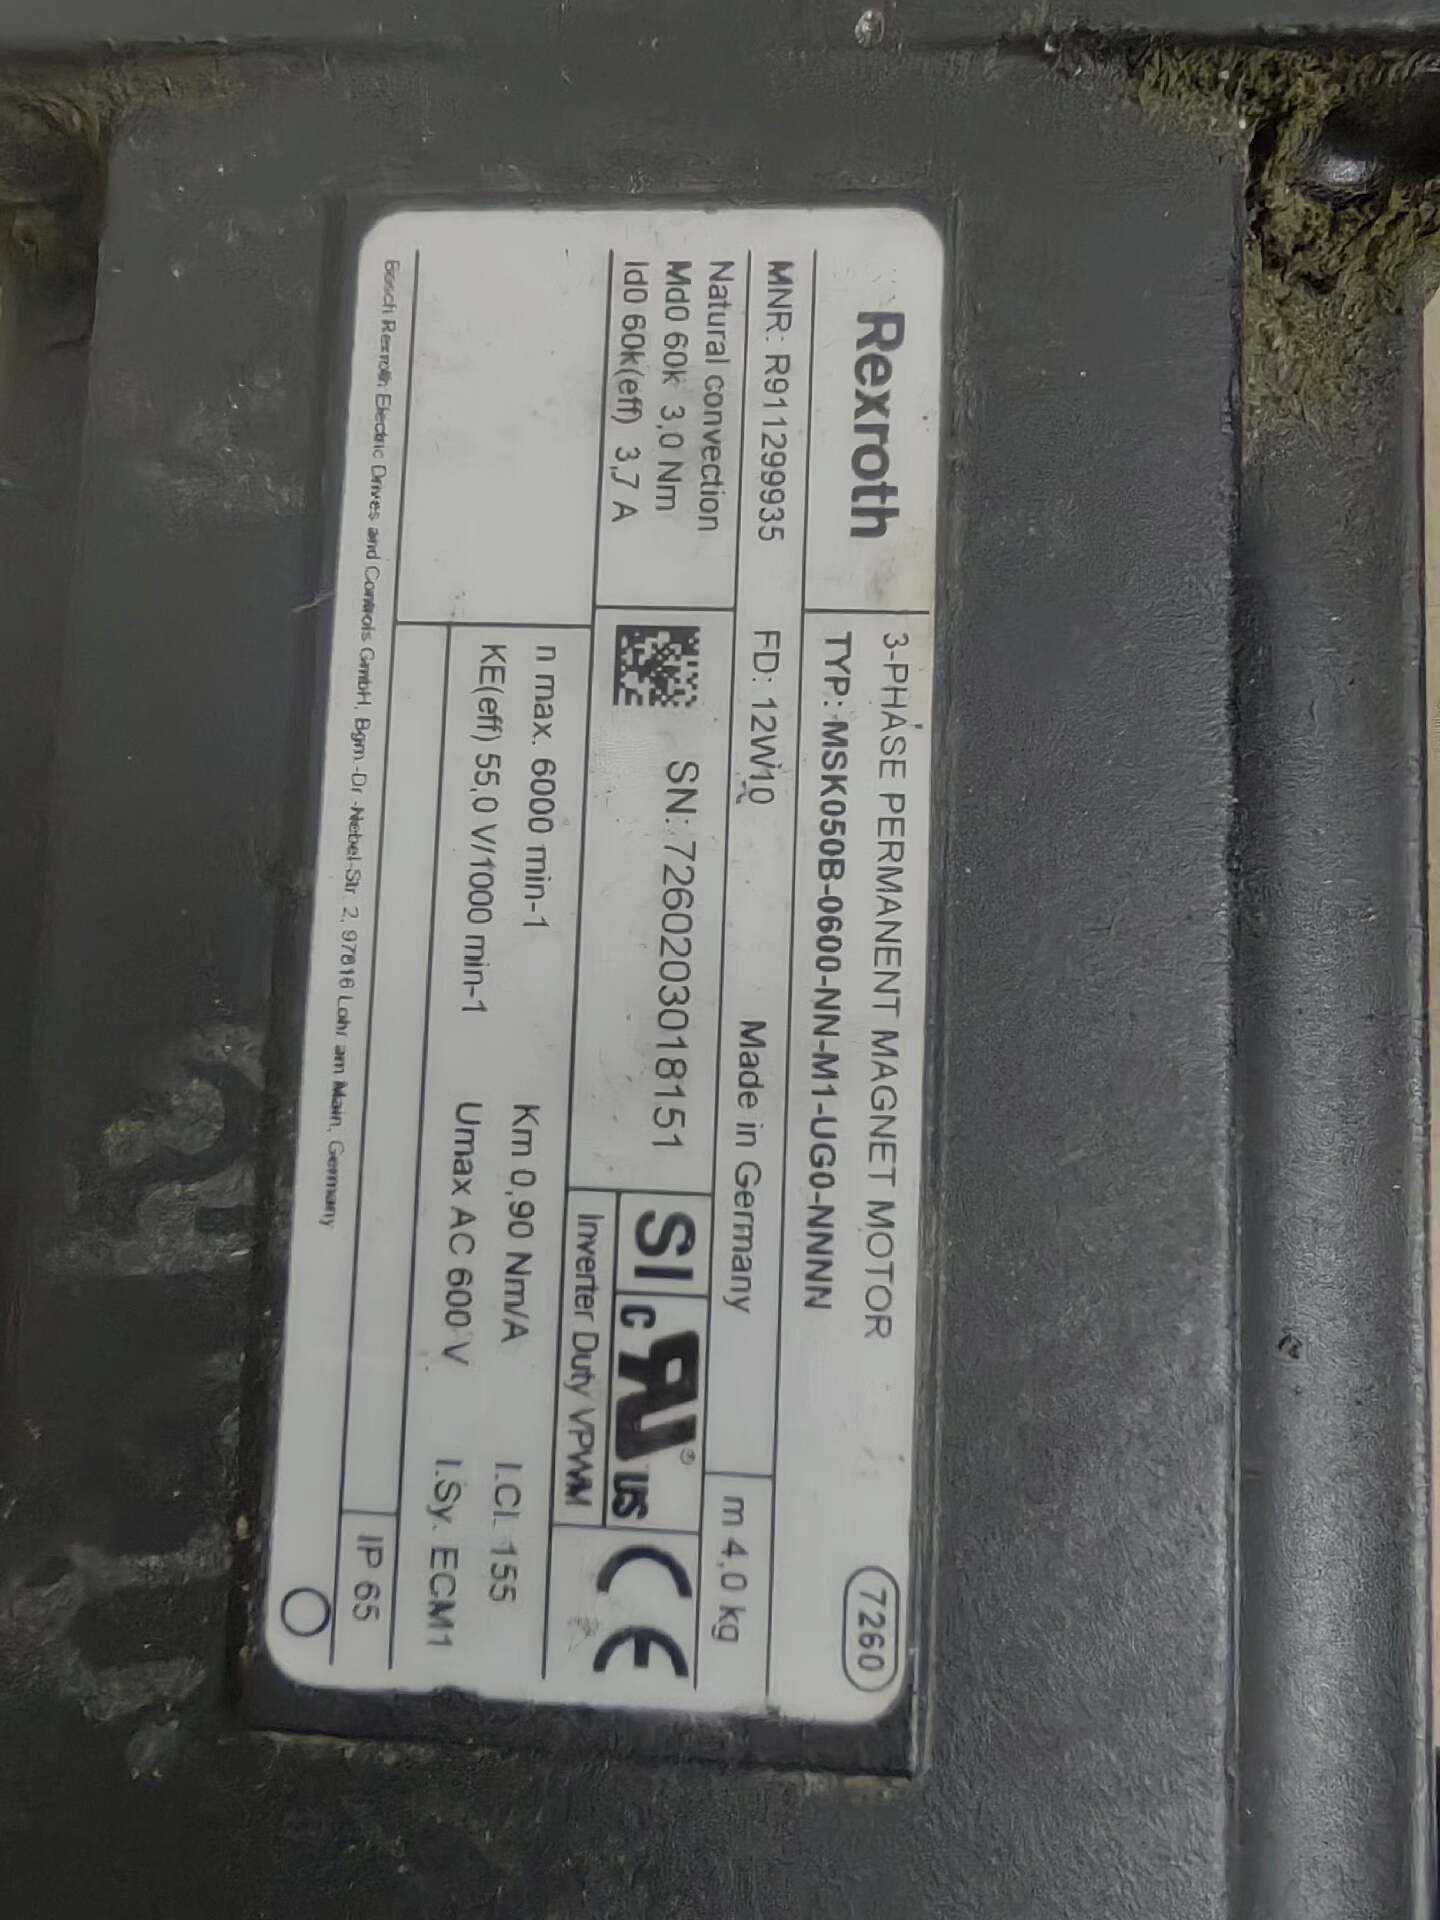 Rexroth
3-PHASE PERMANENT MAGNET MOTOR
TYP: MSK050B-0600-NN-M1-UG0-NNNN
7260
MNR: R911299935 FD: 12W10 Made in Germany m 4,0 kg
Natural convection
Md0 60k 3,0 Nm
Id0 60k(eff) 3,7 A
SN: 7260203018151
SI c RU ® US CE
Inverter Duty VPWM
n max. 6000 min-1 Km 0,90 Nm/A I.Cl. 155
KE(eff) 55,0 V/1000 min-1 Umax AC 600 V I.Sy. ECM1
IP 65
Bosch Rexroth Electric Drives and Controls GmbH, Bgm.-Dr.-Nebel-Str. 2, 97816 Lohr am Main, Germany